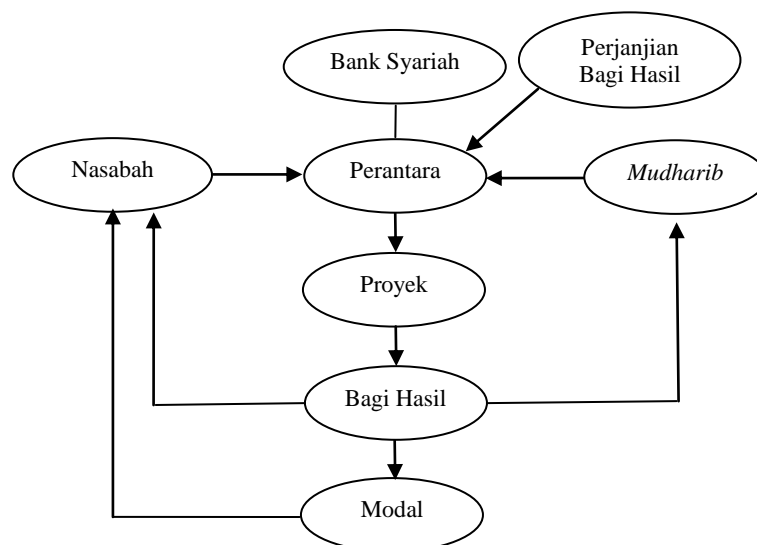 Bank Syariah
Perjanjian
Bagi Hasil
Nasabah
Perantara
Mudharib
Proyek
Bagi Hasil
Modal